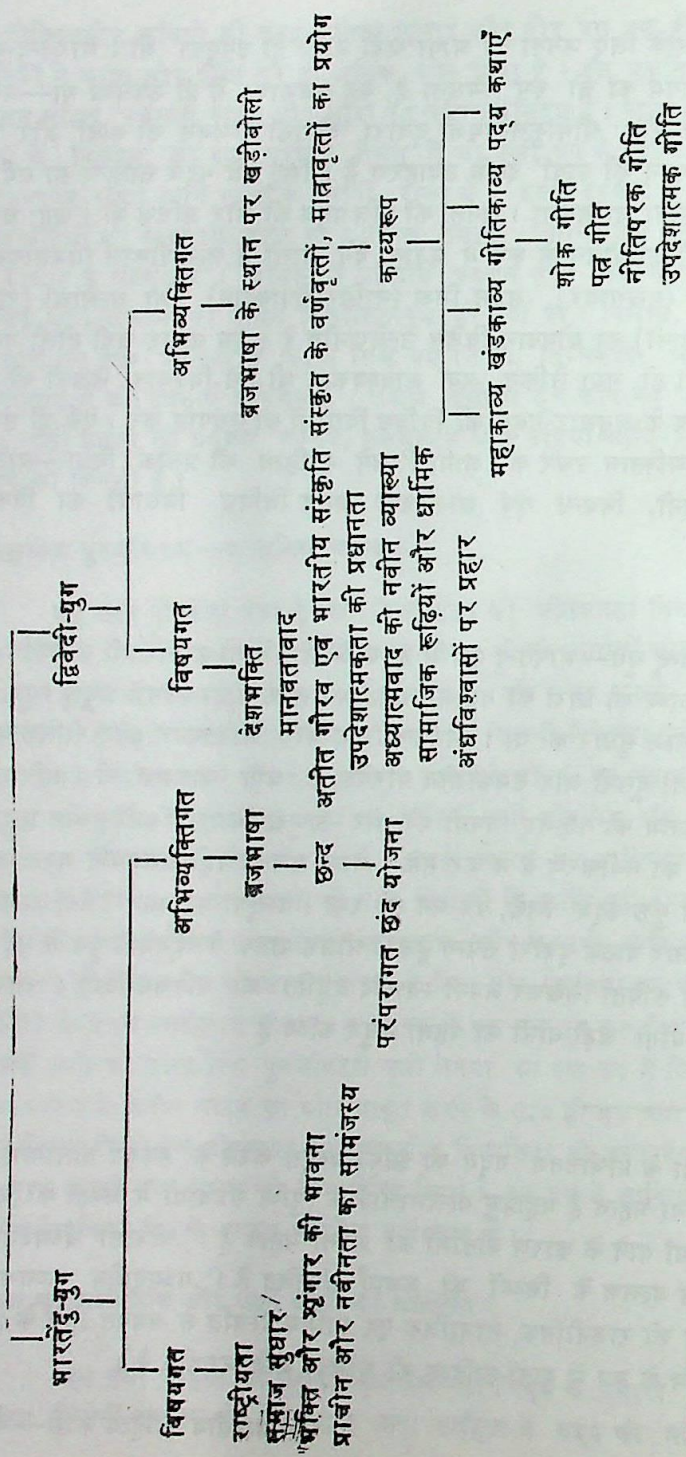 भारतेंदु-युग
द्विवेदी-युग
विषयगत
अभिव्यक्तिगत
विषयगत
अभिव्यक्तिगत
राष्ट्रीयता
समाज सुधार
भक्ति और श्रृंगार की भावना
प्राचीन और नवीनता का सामंजस्य
ब्रजभाषा
छन्द
परंपरागत छंद योजना
देशभक्ति
मानवतावाद
अतीत गौरव एवं भारतीय संस्कृति
उपदेशात्मकता की प्रधानता
अध्यात्मवाद की नवीन व्याख्या
सामाजिक रूढ़ियों और धार्मिक
अंधविश्वासों पर प्रहार
ब्रजभाषा के स्थान पर खड़ीबोली
संस्कृत के वर्णवृत्तों, मात्रावृत्तों का प्रयोग
काव्यरूप
महाकाव्य खंडकाव्य गीतिकाव्य पद्य कथाएँ
शोक गीति
पत्र गीत
नीतिपरक गीति
उपदेशात्मक गीति